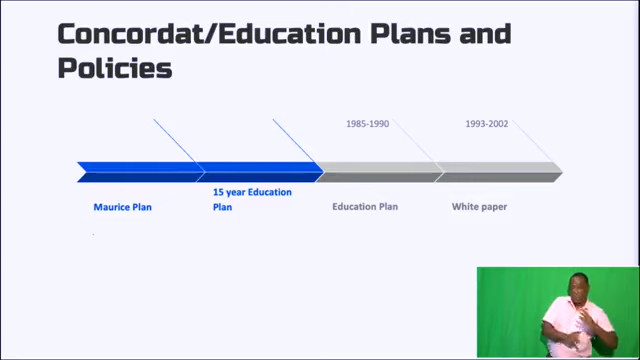 Concordat/Education Plans and
Policies
1985-1990
1993-2002
Maurice Plan
15 year Education
Plan
Education Plan
White paper